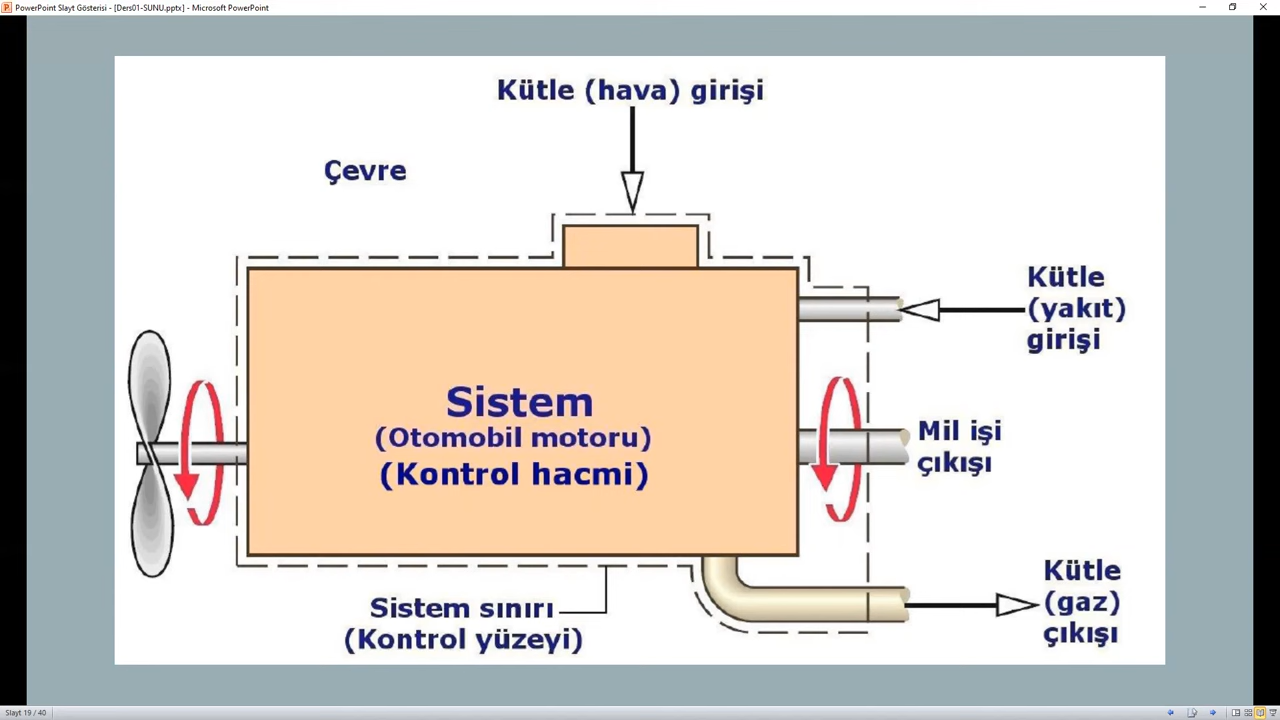 PowerPoint Slayt Gösterisi - [Ders01-SUNU.pptx] - Microsoft PowerPoint
Kütle (hava) girişi
Çevre
Kütle
(yakıt)
girişi
Sistem
(Otomobil motoru)
(Kontrol hacmi)
Mil işi
çıkışı
Sistem sınırı
(Kontrol yüzeyi)
Kütle
(gaz)
çıkışı
Slayt 19 / 40